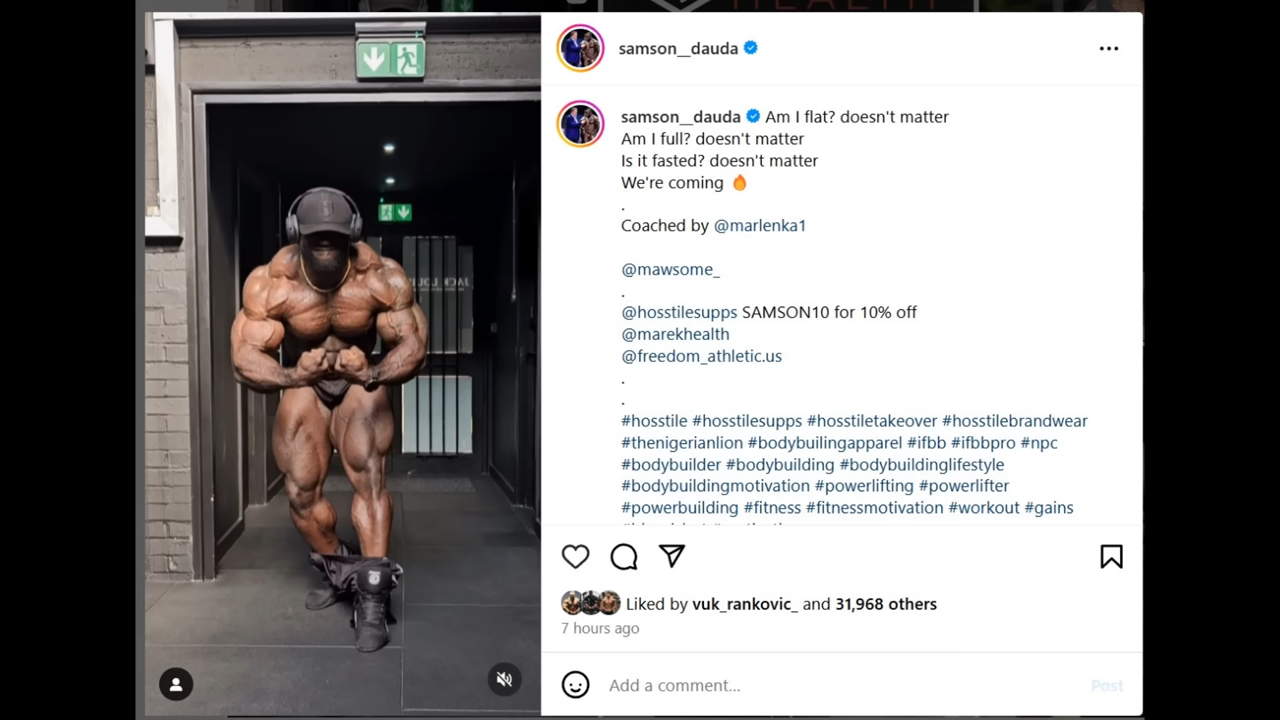 HEALTH
samson__dauda
samson__dauda Am I flat? doesn't matter
Am I full? doesn't matter
Is it fasted? doesn't matter
We're coming 🔥
.
Coached by @marlenka1
@mawsome_
.
@hosstilesupps SAMSON10 for 10% off
@marekhealth
@freedom_athletic.us
.
.
#hosstile #hosstilesupps #hosstiletakeover #hosstilebrandwear
#thenigerianlion #bodybuilingapparel #ifbb #ifbbpro #npc
#bodybuilder #bodybuilding #bodybuildinglifestyle
#bodybuildingmotivation #powerlifting #powerlifter
#powerbuilding #fitness #fitnessmotivation #workout #gains
Liked by vuk_rankovic_ and 31,968 others
7 hours ago
Add a comment...
Post